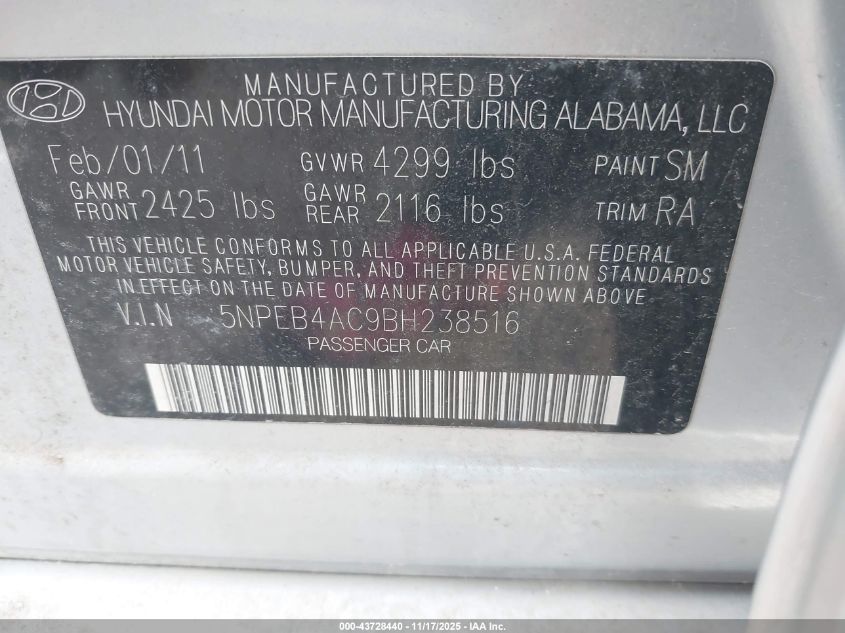 MANUFACTURED BY
HYUNDAI MOTOR MANUFACTURING ALABAMA, LLC
Feb/01/11 GVWR 4299 lbs PAINT SM
GAWR FRONT 2425 lbs GAWR REAR 2116 lbs TRIM RA
THIS VEHICLE CONFORMS TO ALL APPLICABLE U.S.A. FEDERAL
MOTOR VEHICLE SAFETY, BUMPER, AND THEFT PREVENTION STANDARDS
IN EFFECT ON THE DATE OF MANUFACTURE SHOWN ABOVE
V.I.N 5NPEB4AC9BH238516
PASSENGER CAR
000-43728440 - 11/17/2025 - IAA Inc.